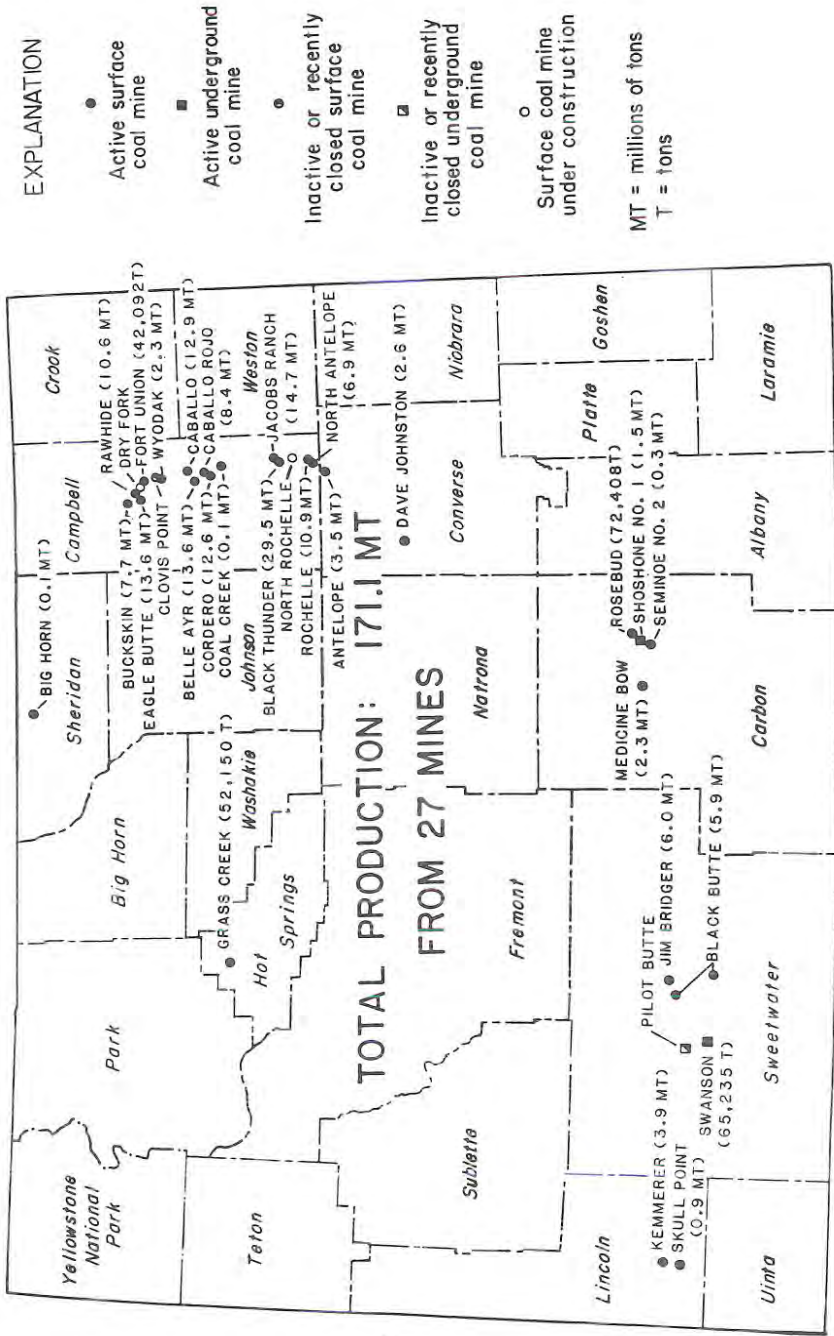 EXPLANATION
Active surface
coal mine
Active underground
coal mine
Inactive or recently
closed surface
coal mine
Inactive or recently
closed underground
coal mine
Surface coal mine
under construction
MT = millions of tons
T = tons
Yellowstone
National
Park
Park
Big Horn
Sheridan
BIG HORN (0.1 MT)
Campbell
Crook
RAWHIDE (10.6 MT)
DRY FORK
FORT UNION (42,092T)
WYODAK (2.3 MT)
BUCKSKIN (7.7 MT)
EAGLE BUTTE (13.6 MT)
CLOVIS POINT
BELLE AYR (13.6 MT)
CORDERO (12.6 MT)
COAL CREEK (0.1 MT)
CABALLO (12.9 MT)
CABALLO ROJO
(8.4 MT)
Johnson
Weston
BLACK THUNDER (29.5 MT)
NORTH ROCHELLE
ROCHELLE (10.9 MT)
ANTELOPE (3.5 MT)
JACOBS RANCH
(14.7 MT)
NORTH ANTELOPE
(6.9 MT)
Teton
GRASS CREEK (52,150 T)
Hot
Springs
Washakie
TOTAL PRODUCTION: 171.1 MT
FROM 27 MINES
DAVE JOHNSTON (2.6 MT)
Sublette
Fremont
Natrona
Converse
Niobrara
Lincoln
KEMMERER (3.9 MT)
SKULL POINT
(0.9 MT)
PILOT BUTTE
JIM BRIDGER (6.0 MT)
BLACK BUTTE (5.9 MT)
SWANSON
(65,235 T)
MEDICINE BOW
(2.3 MT)
ROSEBUD (72,408T)
SHOSHONE NO. 1 (1.5 MT)
SEMINOE NO. 2 (0.3 MT)
Platte
Goshen
Uinta
Sweetwater
Carbon
Albany
Laramie